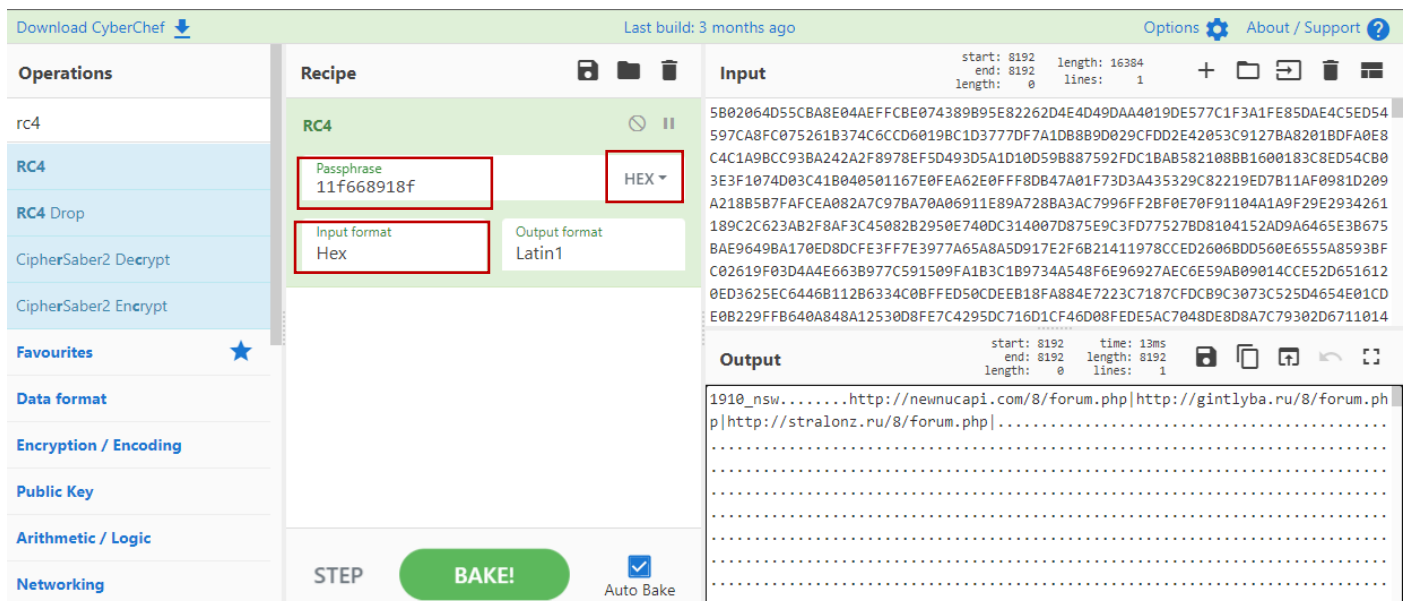 Download CyberChef
Last build: 3 months ago
Options
About / Support
Operations
rc4
RC4
RC4 Drop
CipherSaber2 Decrypt
CipherSaber2 Encrypt
Favourites
Data format
Encryption / Encoding
Public Key
Arithmetic / Logic
Networking
Recipe
RC4
Passphrase
11f668918f
HEX
Input format
Hex
Output format
Latin1
STEP
BAKE!
Auto Bake
Input
start: 8192
end: 8192
length: 0
length: 16384
lines: 1
5B02064D55CBA8E04AEFFCBE074389B95E82262D4E4D49DAA4019DE577C1F3A1FE85DAE4C5ED54
597CA8FC075261B374C6CCD6019BC1D3777DF7A1DB8B9D029CFDD2E42053C9127BA8201BDFA0E8
C4C1A9BCC93BA242A2F8978EF5D493D5A1D10D59B887592FDC1BAB582108BB1600183C8ED54CB0
3E3F1074D03C41B040501167E0FEA62E0FFF8DB47A01F73D3A435329C82219ED7B11AF0981D209
A218B5B7FAFCEA082A7C97BA70A06911E89A728BA3AC7996FF2BF0E70F91104A1A9F29E2934261
189C2C623AB2F8AF3C45082B2950E740DC314007D875E9C3FD77527BD8104152AD9A6465E3B675
BAE9649BA170ED8DCFE3FF7E3977A65A8A5D917E2F6B21411978CCED2606BDD560E6555A8593BF
C02619F03D4A4E663B977C591509FA1B3C1B9734A548F6E96927AEC6E59AB09014CCE52D651612
0ED3625EC6446B112B6334C0BFFED50CDEEB18FA884E7223C7187CFDCB9C3073C525D4654E01CD
E0B229FFB640A848A12530D8FE7C4295DC716D1CF46D08FEDE5AC7048DE8D8A7C79302D6711014
Output
start: 8192
end: 8192
length: 0
time: 13ms
length: 8192
lines: 1
1910_nsw........http://newnucapi.com/8/forum.php|http://gintlyba.ru/8/forum.ph
p|http://stralonz.ru/8/forum.php|.............................................
..............................................................................
..............................................................................
..............................................................................
..............................................................................
..............................................................................
..............................................................................
..............................................................................